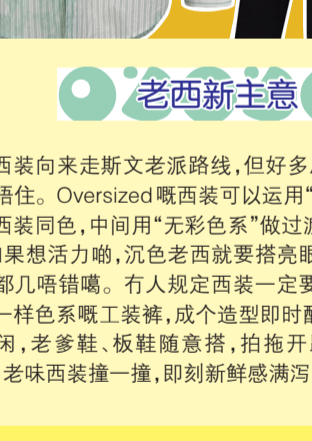 老西新主意
西装向来走斯文老派路线,但好多
唔住。Oversized嘅西装可以运用“
西装同色,中间用“无彩色系”做过
果想活力啲,沉色老西就要搭亮眼
都几唔错噶。冇人规定西装一定要
一样色系嘅工装裤,成个造型即时
闲,老爹鞋、板鞋随意搭,拍拖开
老味西装撞一撞,即刻新鲜感满泻